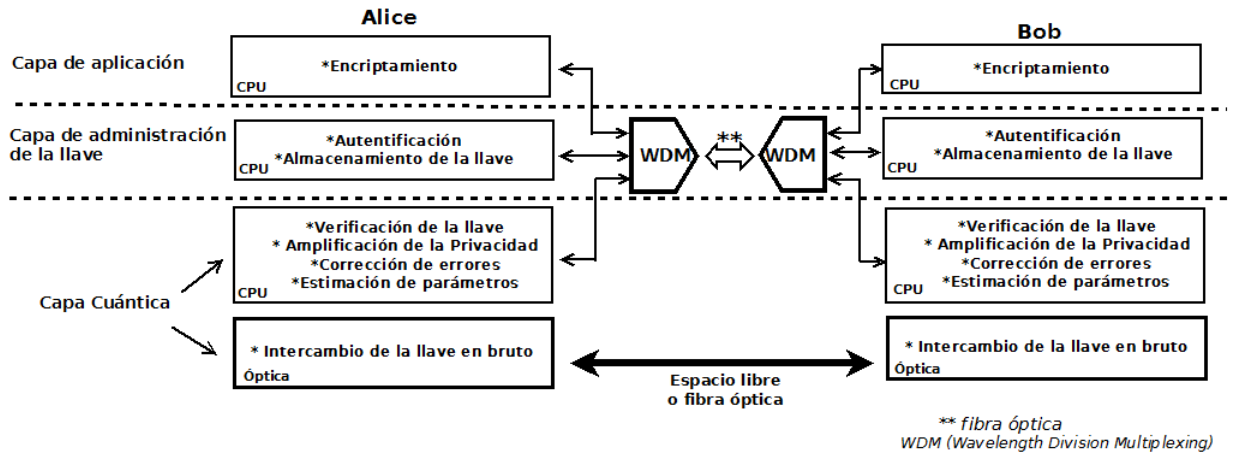 Alice
Bob
Capa de aplicación
*Encriptamiento
CPU
*Encriptamiento
CPU
Capa de administración
de la llave
*Autentificación
*Almacenamiento de la llave
CPU
WDM
**
WDM
*Autentificación
*Almacenamiento de la llave
CPU
Capa Cuántica
*Verificación de la llave
* Amplificación de la Privacidad
*Corrección de errores
*Estimación de parámetros
CPU
*Verificación de la llave
* Amplificación de la Privacidad
*Corrección de errores
*Estimación de parámetros
CPU
* Intercambio de la llave en bruto
Óptica
Espacio libre
o fibra óptica
* Intercambio de la llave en bruto
Óptica
** fibra óptica
WDM (Wavelength Division Multiplexing)